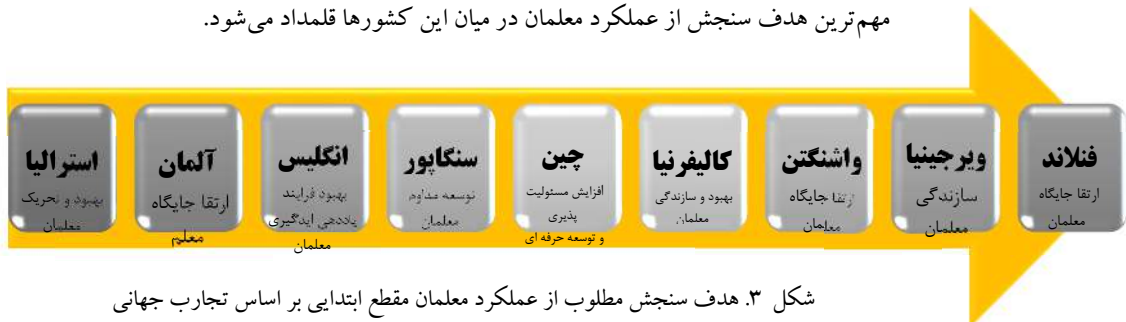 مهم‌ترین هدف سنجش از عملکرد معلمان در میان این کشورها قلمداد می‌شود.
فنلاند
ارتقا جایگاه
معلمان
ویرجینیا
سازندگی
معلمان
واشنگتن
ارتقا جایگاه
معلمان
کالیفرنیا
بهبود و سازندگی
معلمان
چین
افزایش مسئولیت
پذیری
و توسعه حرفه ای
سنگاپور
توسعه مداوم
معلمان
انگلیس
بهبود فرایند
یاددهی
معلمان
آلمان
ارتقا جایگاه
معلم
استرالیا
بهبود و تحریک
معلمان
شکل ۳. هدف سنجش مطلوب از عملکرد معلمان مقطع ابتدایی بر اساس تجارب جهانی